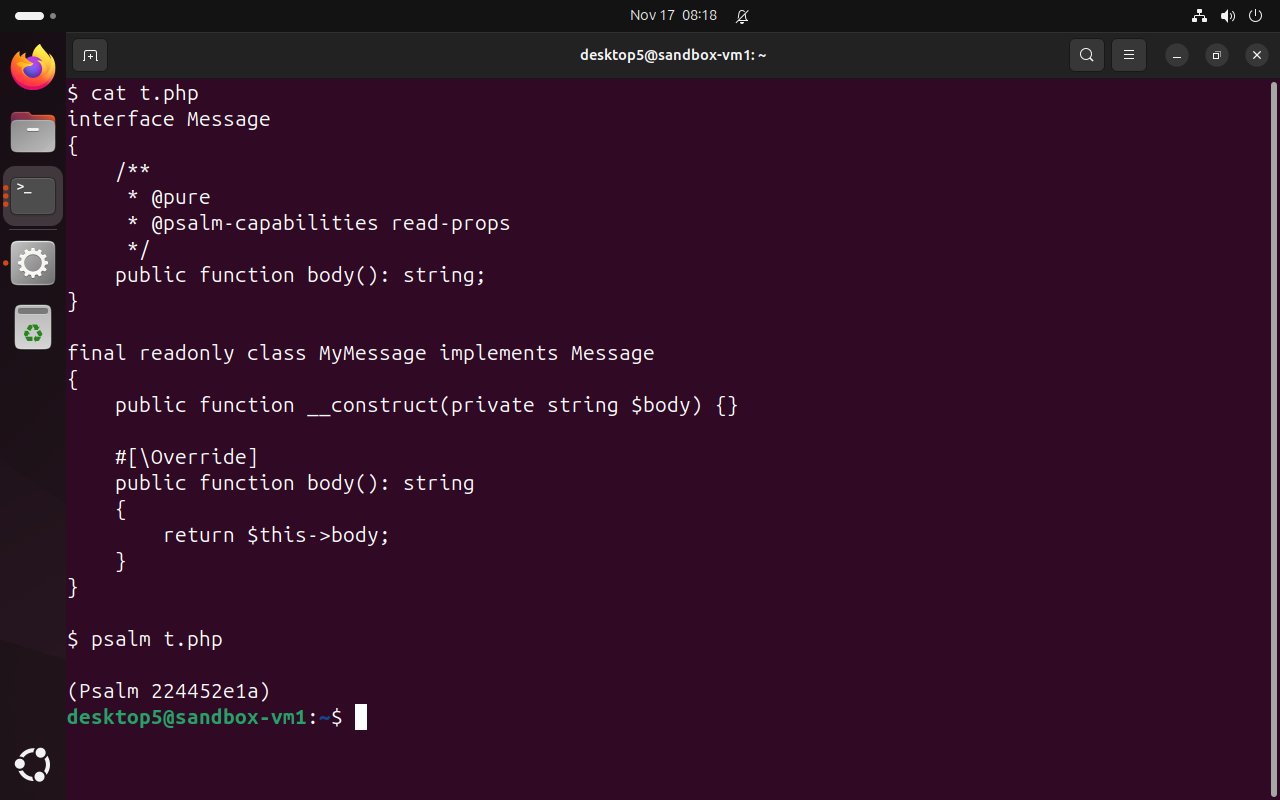 Nov 17 08:18
desktop5@sandbox-vm1: ~
$ cat t.php
interface Message
{
    /**
     * @pure
     * @psalm-capabilities read-props
     */
    public function body(): string;
}

final readonly class MyMessage implements Message
{
    public function __construct(private string $body) {}

    #[\Override]
    public function body(): string
    {
        return $this->body;
    }
}

$ psalm t.php

(Psalm 224452e1a)
desktop5@sandbox-vm1:~$